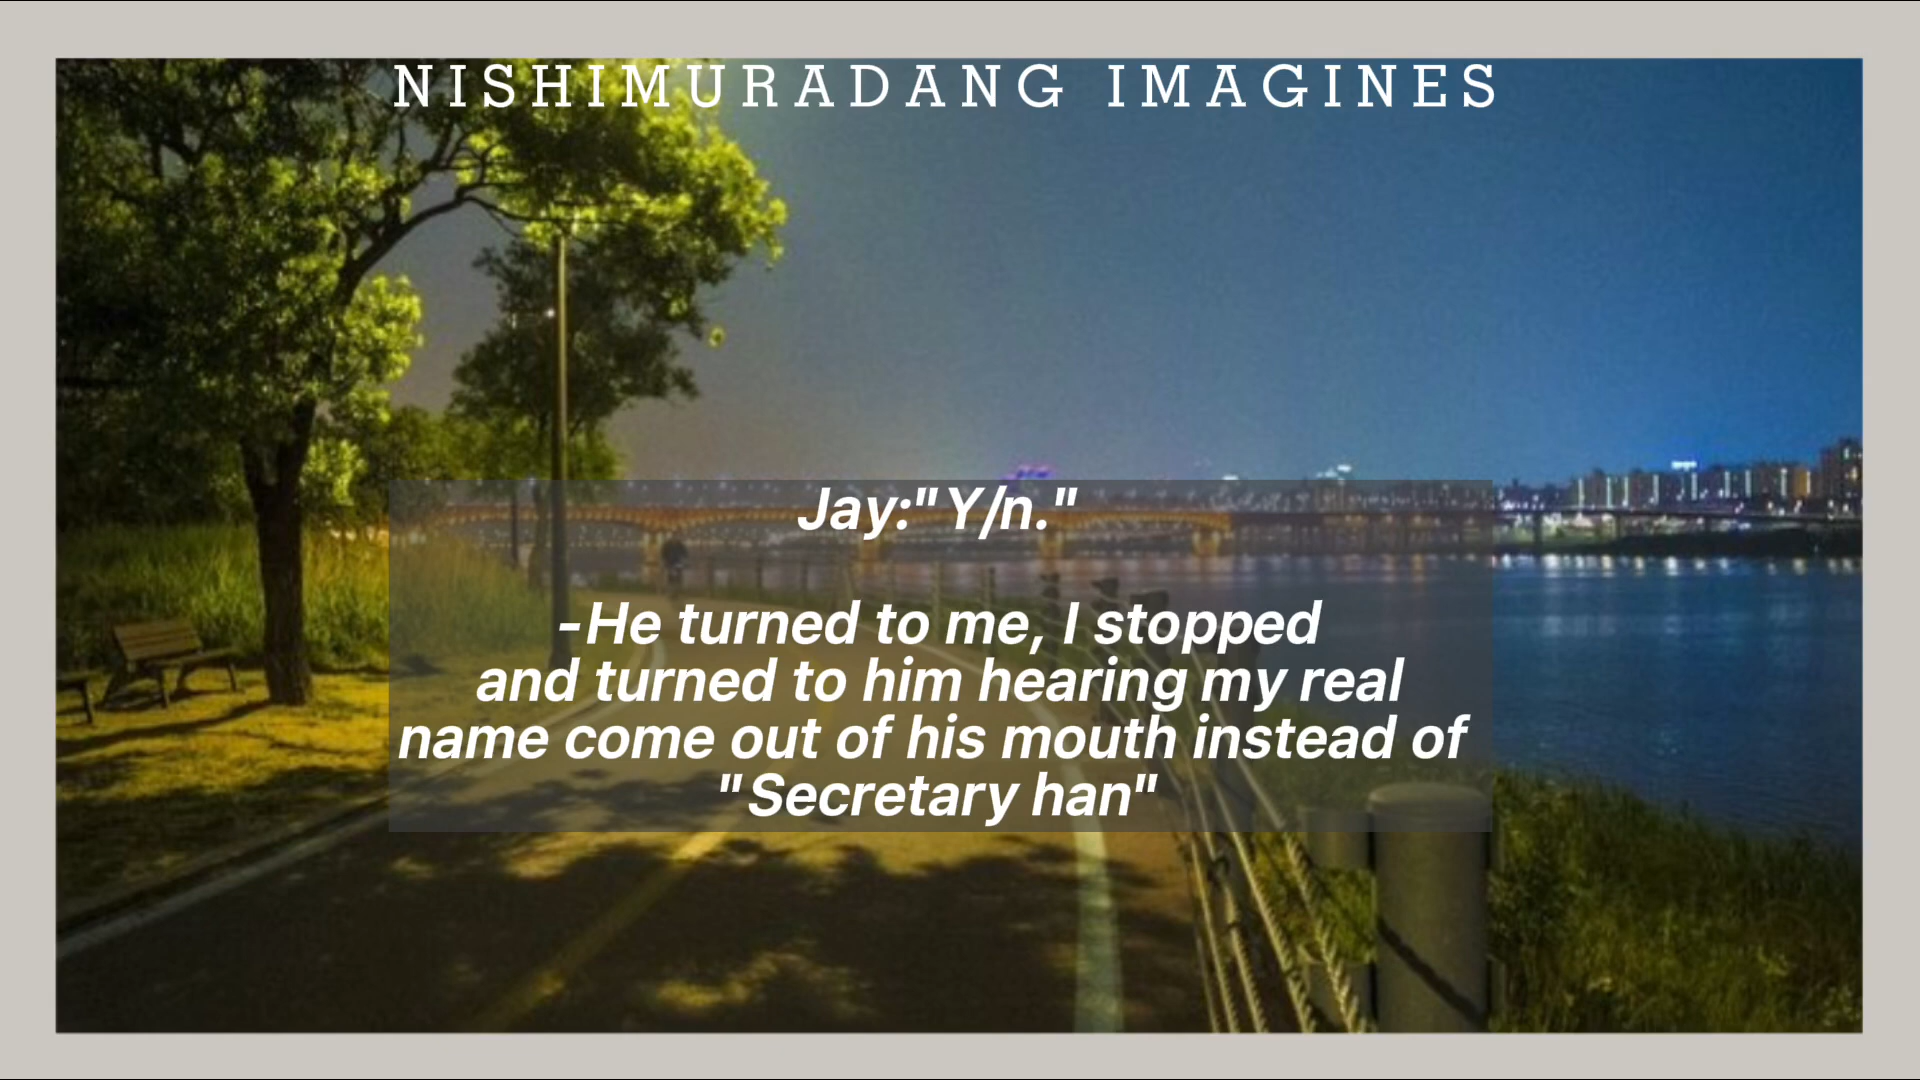 NISHIMURADANG IMAGINES
Jay:"Y/n."
-He turned to me, I stopped
and turned to him hearing my real
name come out of his mouth instead of
"Secretary han"